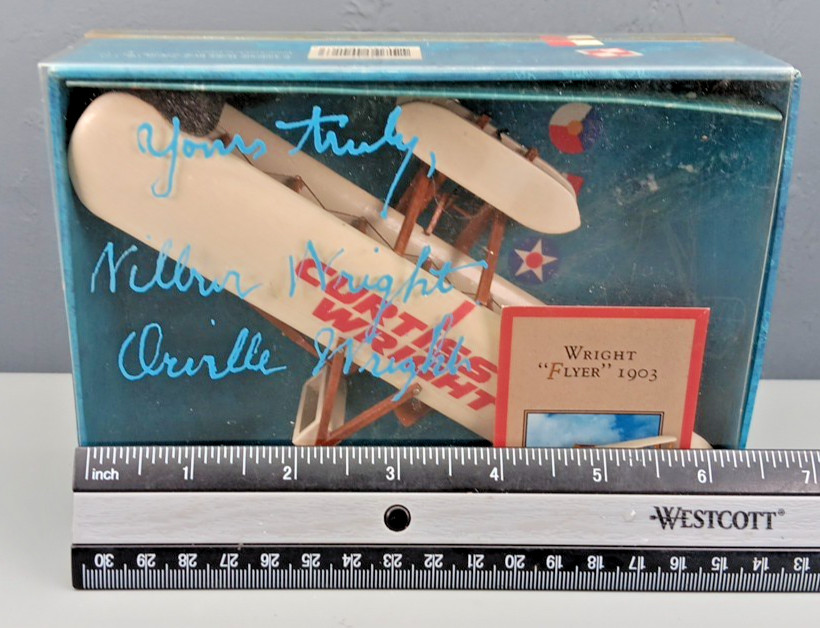 Yours truly,
Wilbur Wright
Orville Wright
CURTISS
WRIGHT
WRIGHT
"FLYER" 1903
inch 1 2 3 4 5 6 7
WESTCOTT®
30 29 28 27 26 25 24 23 22 21 20 19 18 17 16 15 14 13